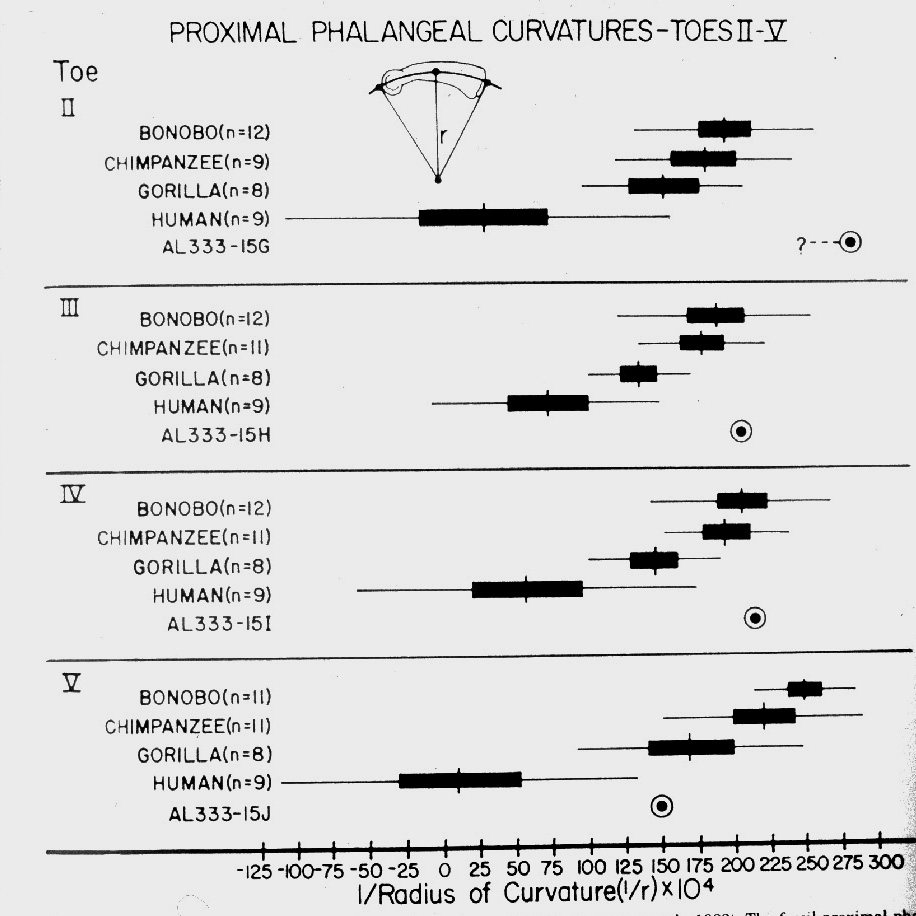 PROXIMAL PHALANGEAL CURVATURES-TOES II-V
Toe
II
r
BONOBO(n=12)
CHIMPANZEE(n=9)
GORILLA(n=8)
HUMAN(n=9)
AL333-15G
?
III
BONOBO(n=12)
CHIMPANZEE(n=11)
GORILLA(n=8)
HUMAN(n=9)
AL333-15H
IV
BONOBO(n=12)
CHIMPANZEE(n=11)
GORILLA(n=8)
HUMAN(n=9)
AL333-15I
V
BONOBO(n=11)
CHIMPANZEE(n=11)
GORILLA(n=8)
HUMAN(n=9)
AL333-15J
-125 -100 -75 -50 -25 0 25 50 75 100 125 150 175 200 225 250 275 300
1/Radius of Curvature(1/r)×10⁴